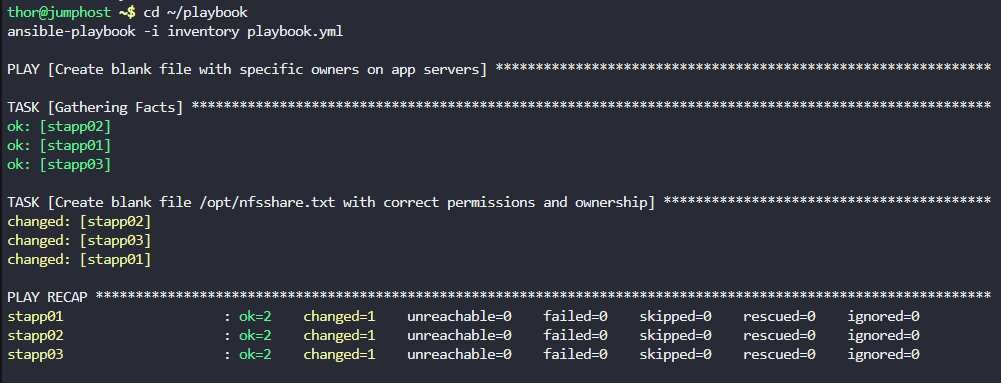 thor@jumphost ~$ cd ~/playbook
ansible-playbook -i inventory playbook.yml
PLAY [Create blank file with specific owners on app servers] **************************************************************
TASK [Gathering Facts] ****************************************************************************************************
ok: [stapp02]
ok: [stapp01]
ok: [stapp03]
TASK [Create blank file /opt/nfsshare.txt with correct permissions and ownership] *****************************************
changed: [stapp02]
changed: [stapp03]
changed: [stapp01]
PLAY RECAP ****************************************************************************************************************
stapp01                    : ok=2    changed=1    unreachable=0    failed=0    skipped=0    rescued=0    ignored=0
stapp02                    : ok=2    changed=1    unreachable=0    failed=0    skipped=0    rescued=0    ignored=0
stapp03                    : ok=2    changed=1    unreachable=0    failed=0    skipped=0    rescued=0    ignored=0